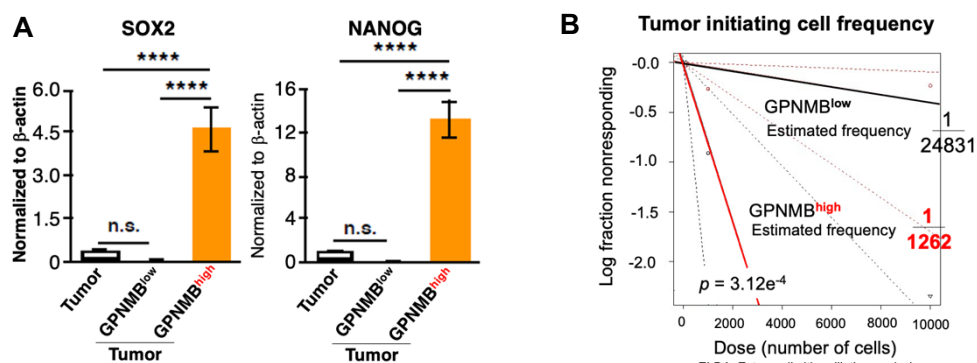 A
SOX2
****
****
Normalized to β-actin
6.0
4.5
3.0
1.5
0
n.s.
Tumor
GPNMBlow
GPNMBhigh
Tumor
NANOG
****
****
Normalized to β-actin
16
12
8
4
0
n.s.
Tumor
GPNMBlow
GPNMBhigh
Tumor
B
Tumor initiating cell frequency
Log fraction nonresponding
-0.0
-0.5
-1.0
-1.5
-2.0
GPNMBlow
Estimated frequency
1
24831
GPNMBhigh
Estimated frequency
1
1262
p = 3.12e-4
0 2000 4000 6000 8000 10000
Dose (number of cells)